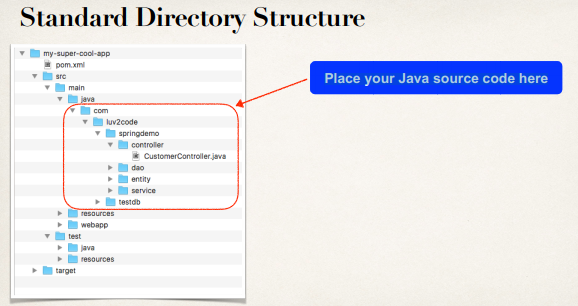 Standard Directory Structure
my-super-cool-app
pom.xml
src
main
java
com
luv2code
springdemo
controller
CustomerController.java
dao
entity
service
testdb
resources
webapp
test
java
resources
target
Place your Java source code here